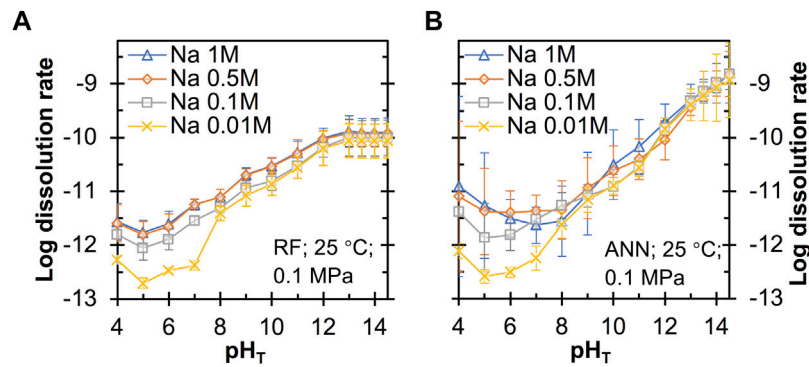 A
B
Na 1M
Na 0.5M
Na 0.1M
Na 0.01M
RF; 25 °C;
0.1 MPa
Log dissolution rate
-9
-10
-11
-12
-13
4 6 8 10 12 14
pH_T
Na 1M
Na 0.5M
Na 0.1M
Na 0.01M
ANN; 25 °C;
0.1 MPa
4 6 8 10 12 14
pH_T
-9
-10
-11
-12
-13
Log dissolution rate